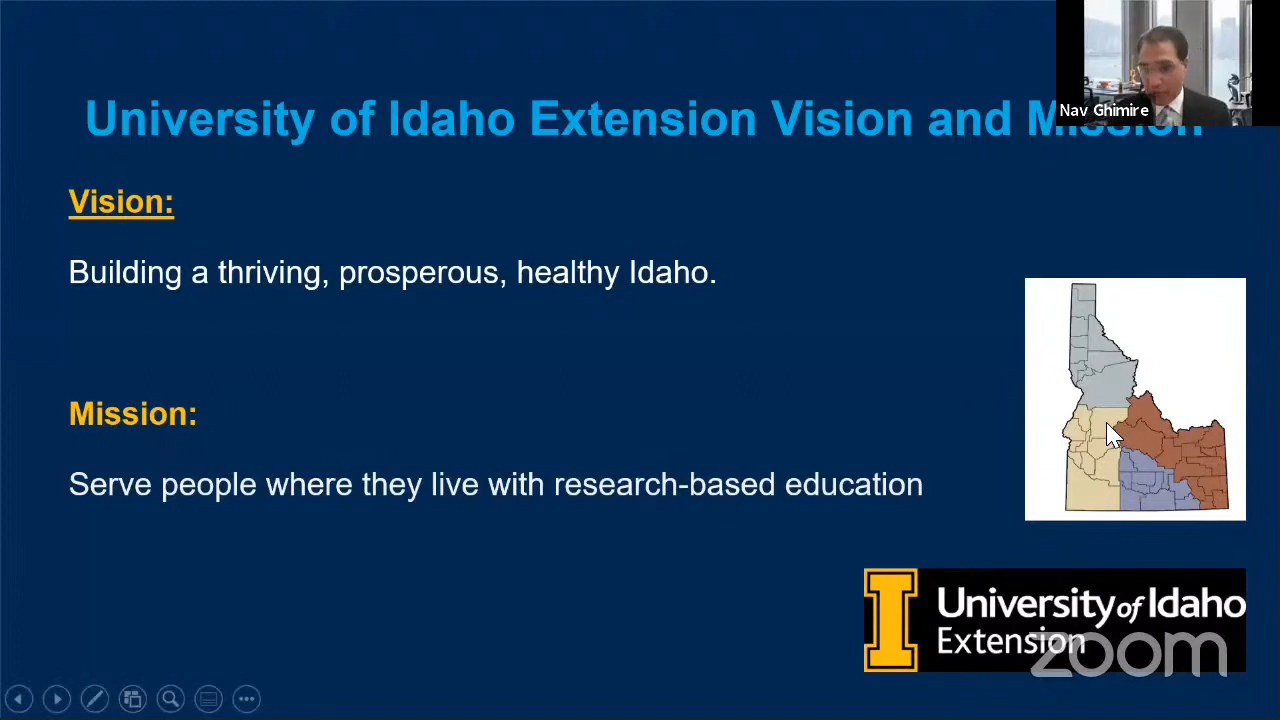 Nav Ghimire
University of Idaho Extension Vision and Mission
Vision:
Building a thriving, prosperous, healthy Idaho.
Mission:
Serve people where they live with research-based education
I University of Idaho
Extension
zoom